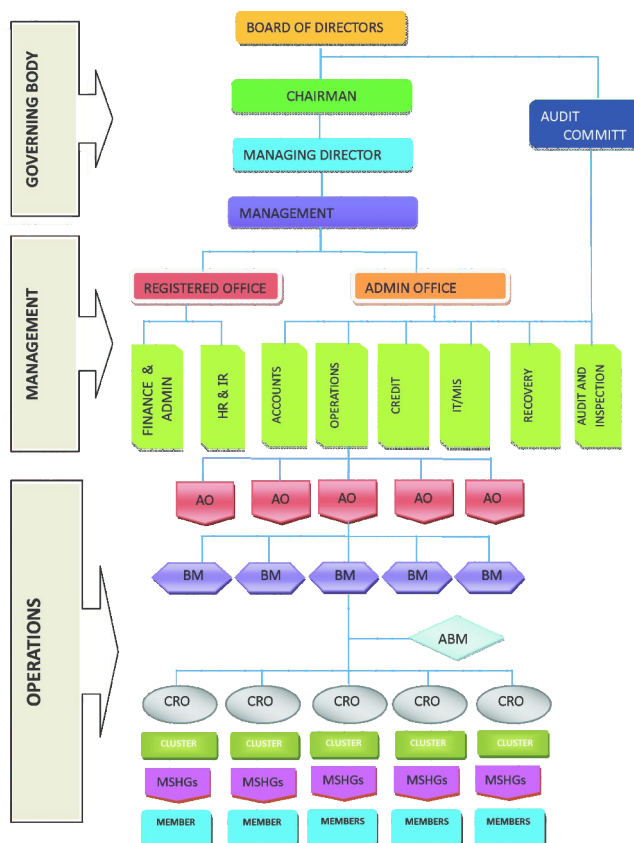 BOARD OF DIRECTORS
GOVERNING BODY
CHAIRMAN
AUDIT
COMMITT
MANAGING DIRECTOR
MANAGEMENT
MANAGEMENT
REGISTERED OFFICE
ADMIN OFFICE
FINANCE &
ADMIN
HR & IR
ACCOUNTS
OPERATIONS
CREDIT
IT/MIS
RECOVERY
AUDIT AND
INSPECTION
OPERATIONS
AO AO AO AO AO
BM BM BM BM BM
ABM
CRO CRO CRO CRO CRO
CLUSTER CLUSTER CLUSTER CLUSTER CLUSTER
MSHGs MSHGs MSHGs MSHGs MSHGs
MEMBER MEMBER MEMBERS MEMBERS MEMBERS